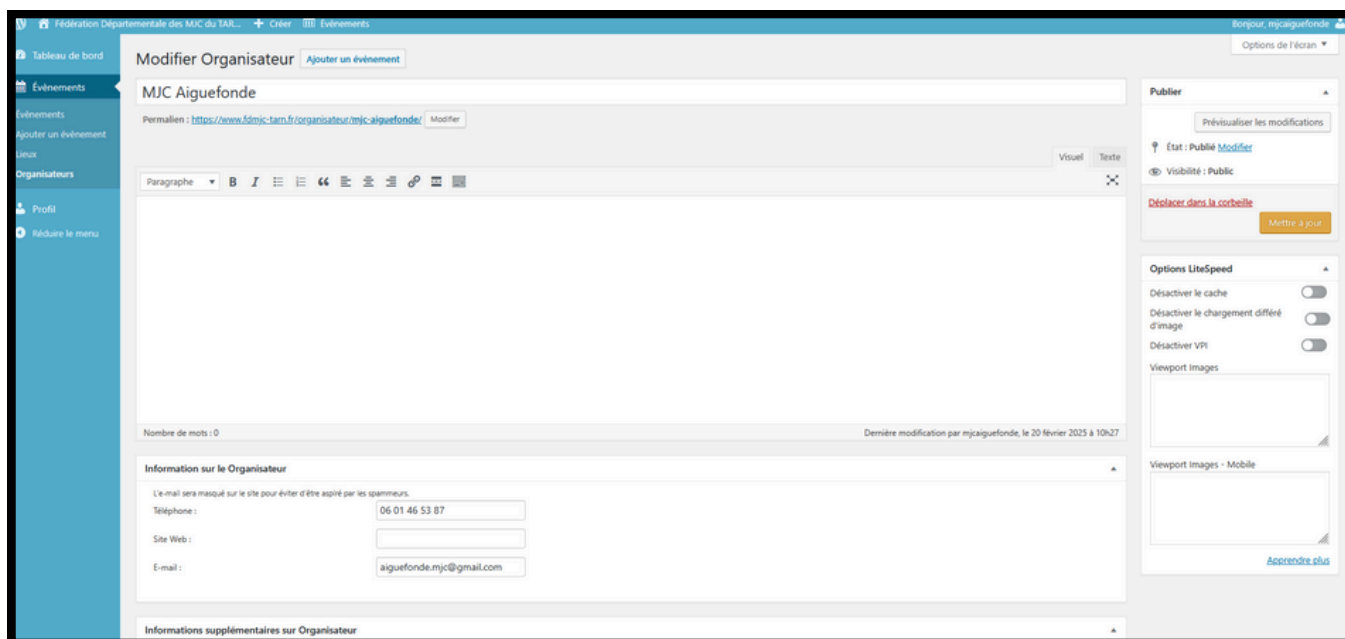 Fédération Départementale des MJC du TAR... Créer Évènements
Bonjour, mjcaiguefonde
Options de l'écran
Tableau de bord
Évènements
Évènements
Ajouter un évènement
Lieux
Organisateurs
Profil
Réduire le menu
Modifier Organisateur Ajouter un évènement
MJC Aiguefonde
Permalien : https://www.fdmjc-tarn.fr/organisateur/mjc-aiguefonde/ Modifier
Visuel Texte
Paragraphe
Nombre de mots : 0
Dernière modification par mjcaiguefonde, le 20 février 2025 à 10h27
Information sur le Organisateur
L'e-mail sera masqué sur le site pour éviter d'être aspiré par les spammeurs.
Téléphone : 06 01 46 53 87
Site Web :
E-mail : aiguefonde.mjc@gmail.com
Informations supplémentaires sur Organisateur
Publier
Prévisualiser les modifications
État : Publié Modifier
Visibilité : Public
Déplacer dans la corbeille
Mettre à jour
Options LiteSpeed
Désactiver le cache
Désactiver le chargement différé
d'image
Désactiver VPI
Viewport Images
Viewport Images - Mobile
Apprendre plus